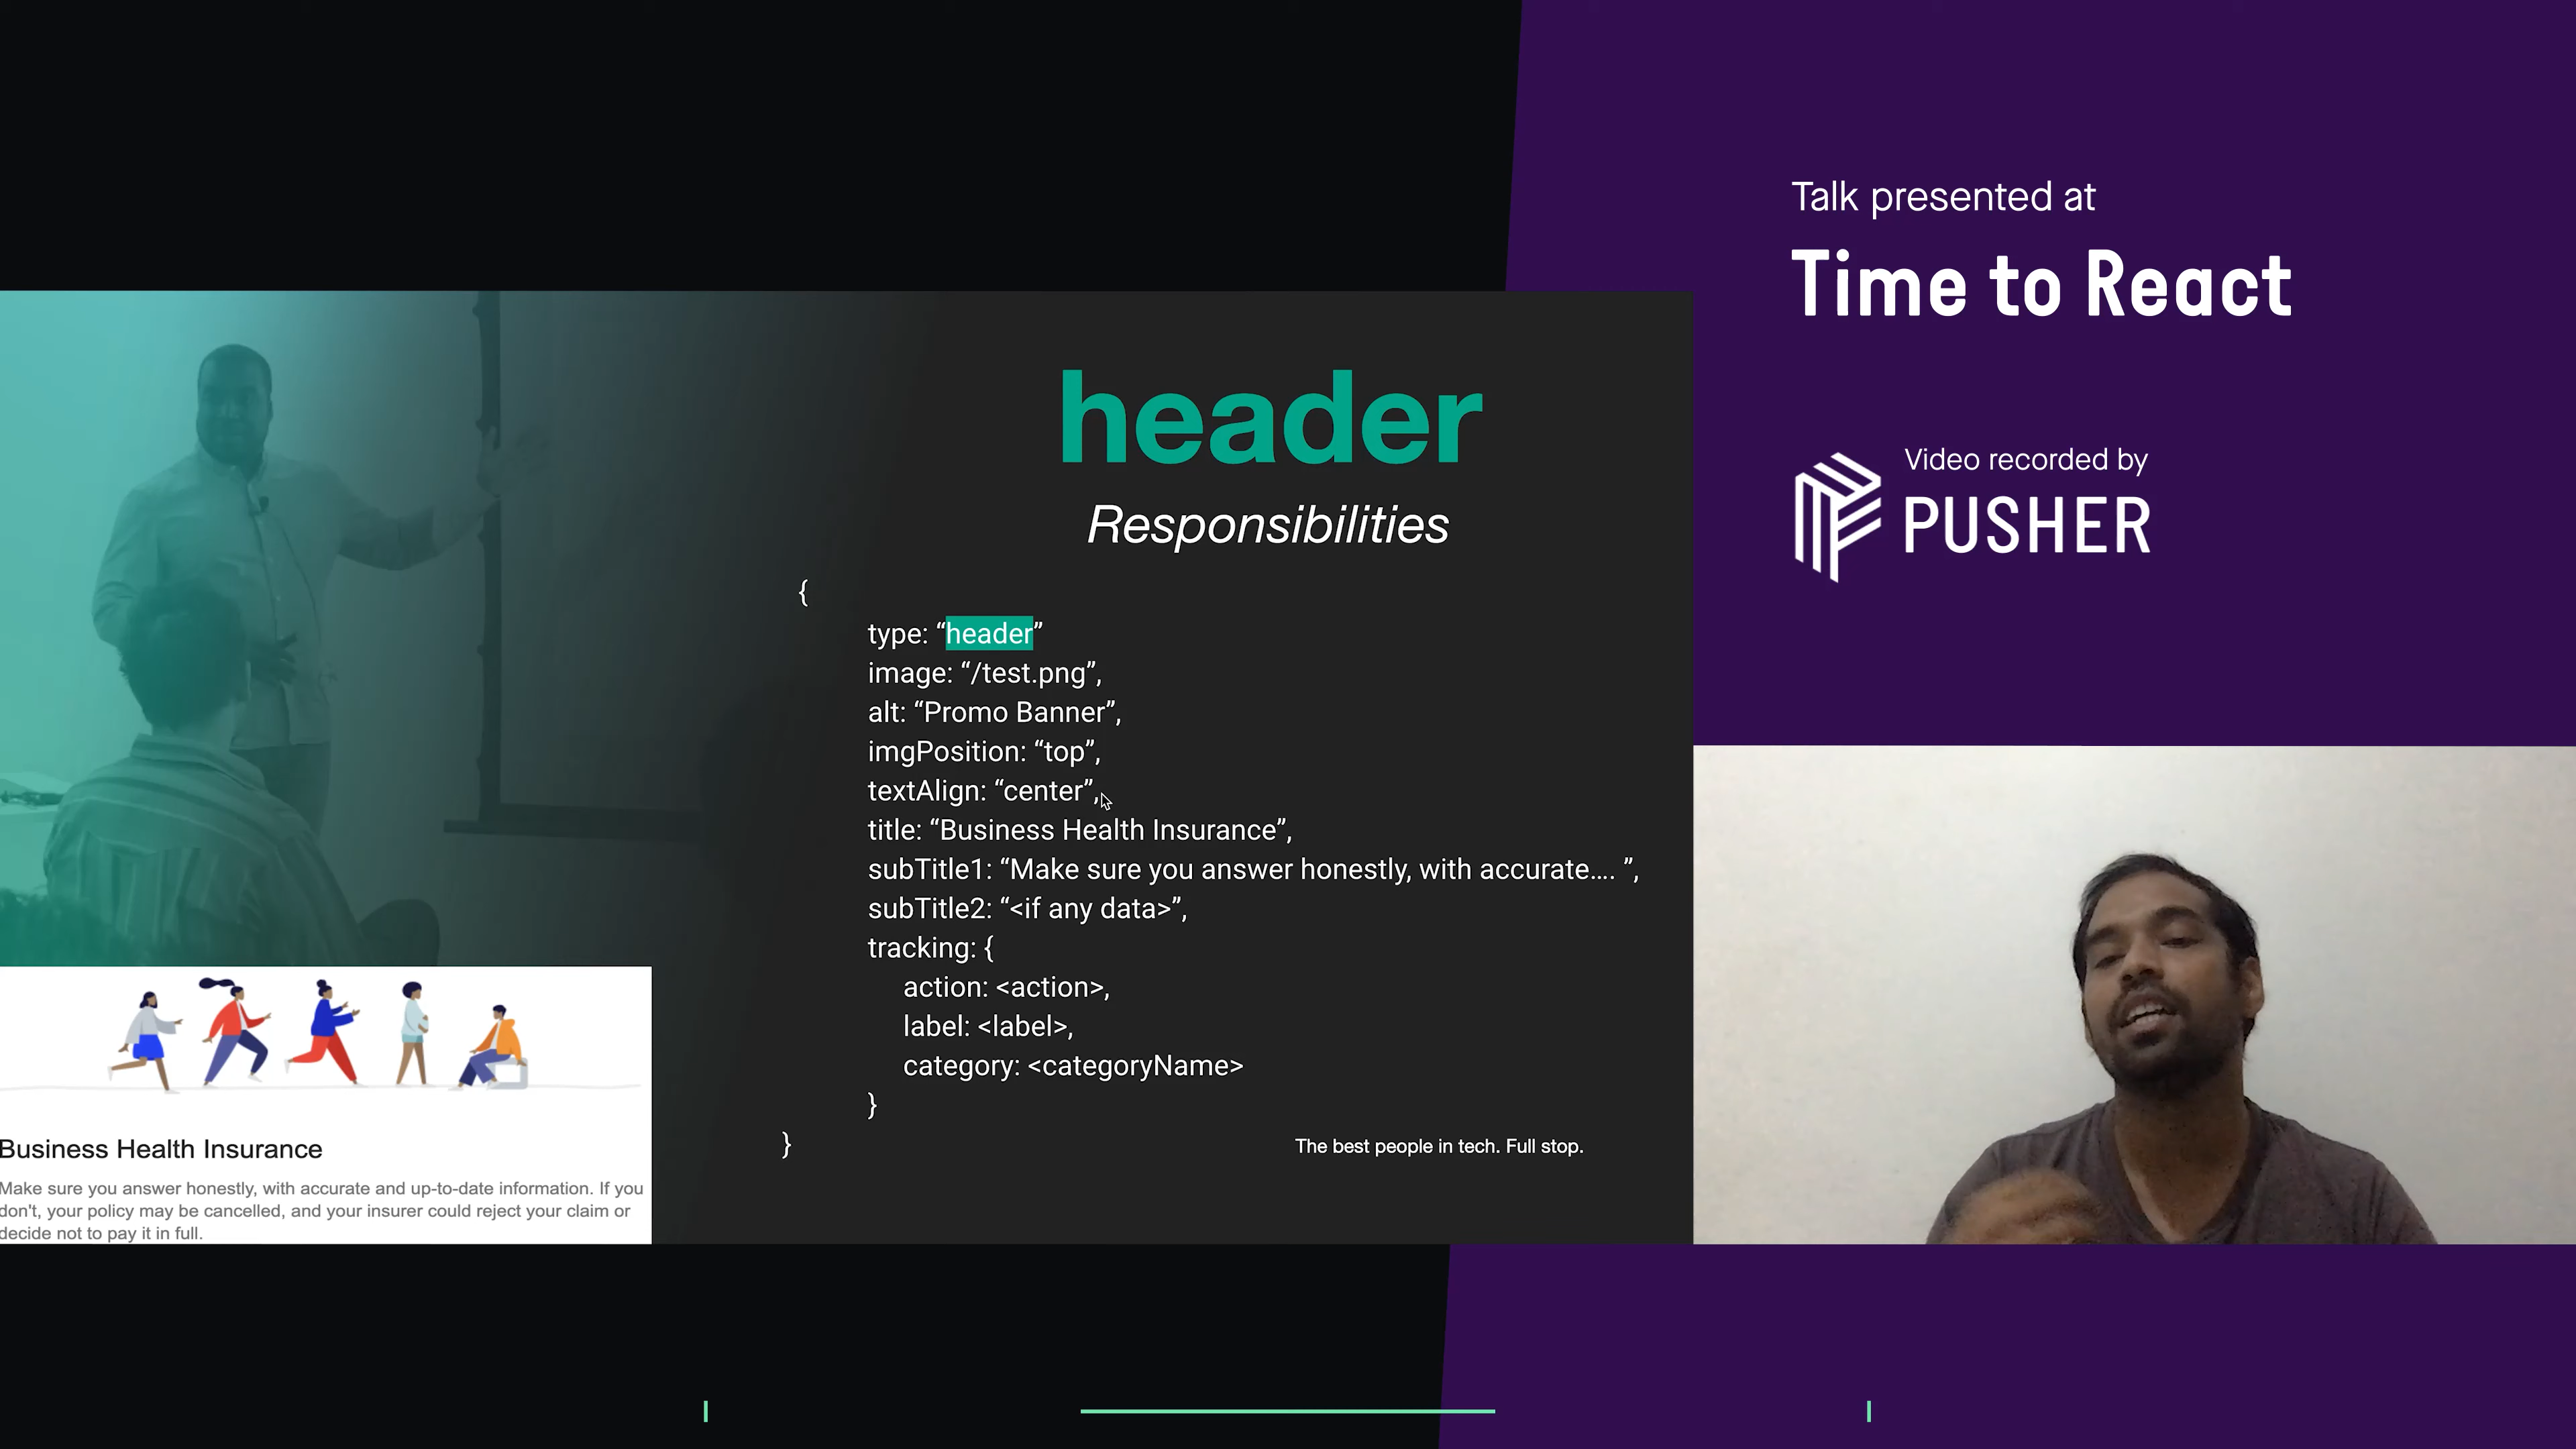 Talk presented at
Time to React
Video recorded by
PUSHER
header
Responsibilities
{
type: “header”
image: “/test.png”,
alt: “Promo Banner”,
imgPosition: “top”,
textAlign: “center”,
title: “Business Health Insurance”,
subTitle1: “Make sure you answer honestly, with accurate.... ”,
subTitle2: “<if any data>”,
tracking: {
action: <action>,
label: <label>,
category: <categoryName>
}
}
The best people in tech. Full stop.
Business Health Insurance
Make sure you answer honestly, with accurate and up-to-date information. If you
don't, your policy may be cancelled, and your insurer could reject your claim or
decide not to pay it in full.